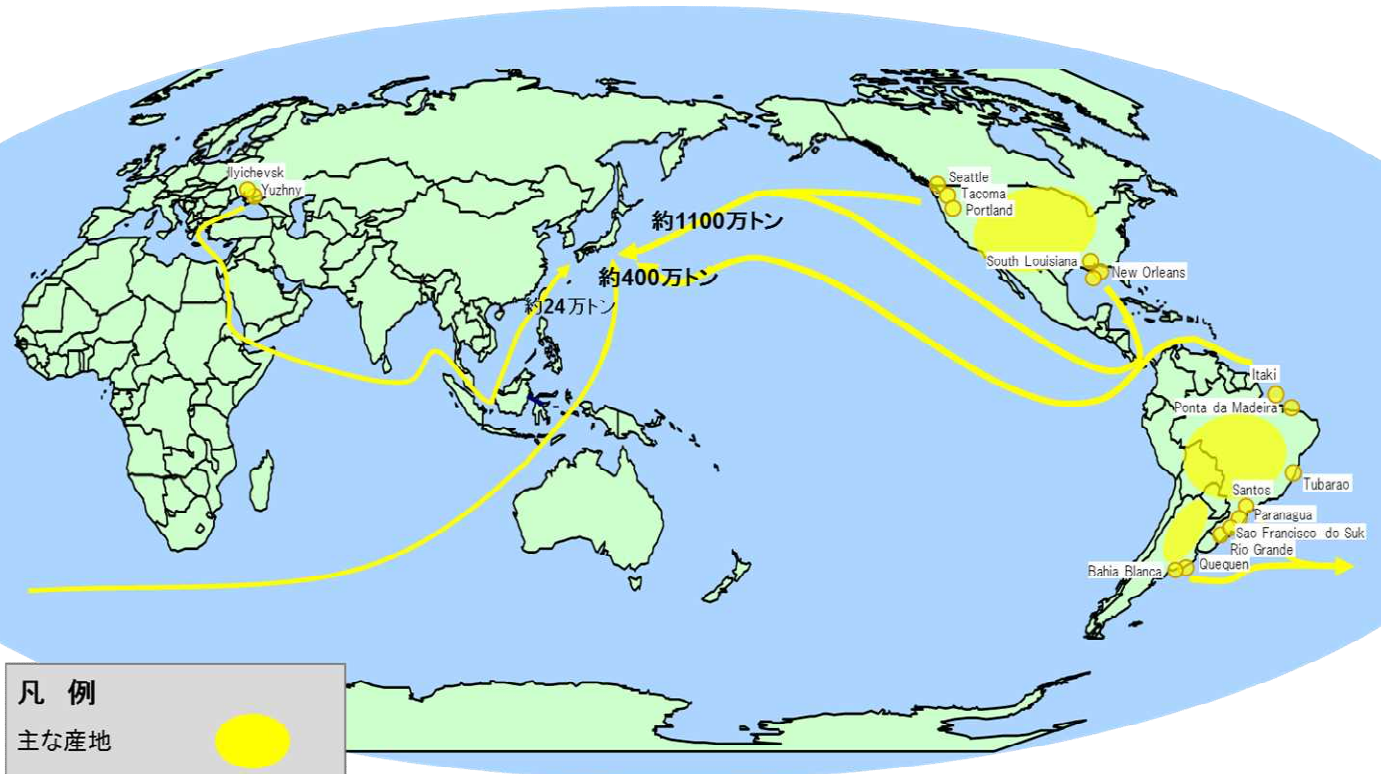 Ilyichevsk
Yuzhny
Seattle
Tacoma
Portland
約1100万トン
South Louisiana
New Orleans
約400万トン
約24万トン
Itaki
Ponta da Madeira
Tubarao
Santos
Paranagua
Sao Francisco do Suk
Rio Grande
Bahia Blanca
Quequen
凡 例
主な産地